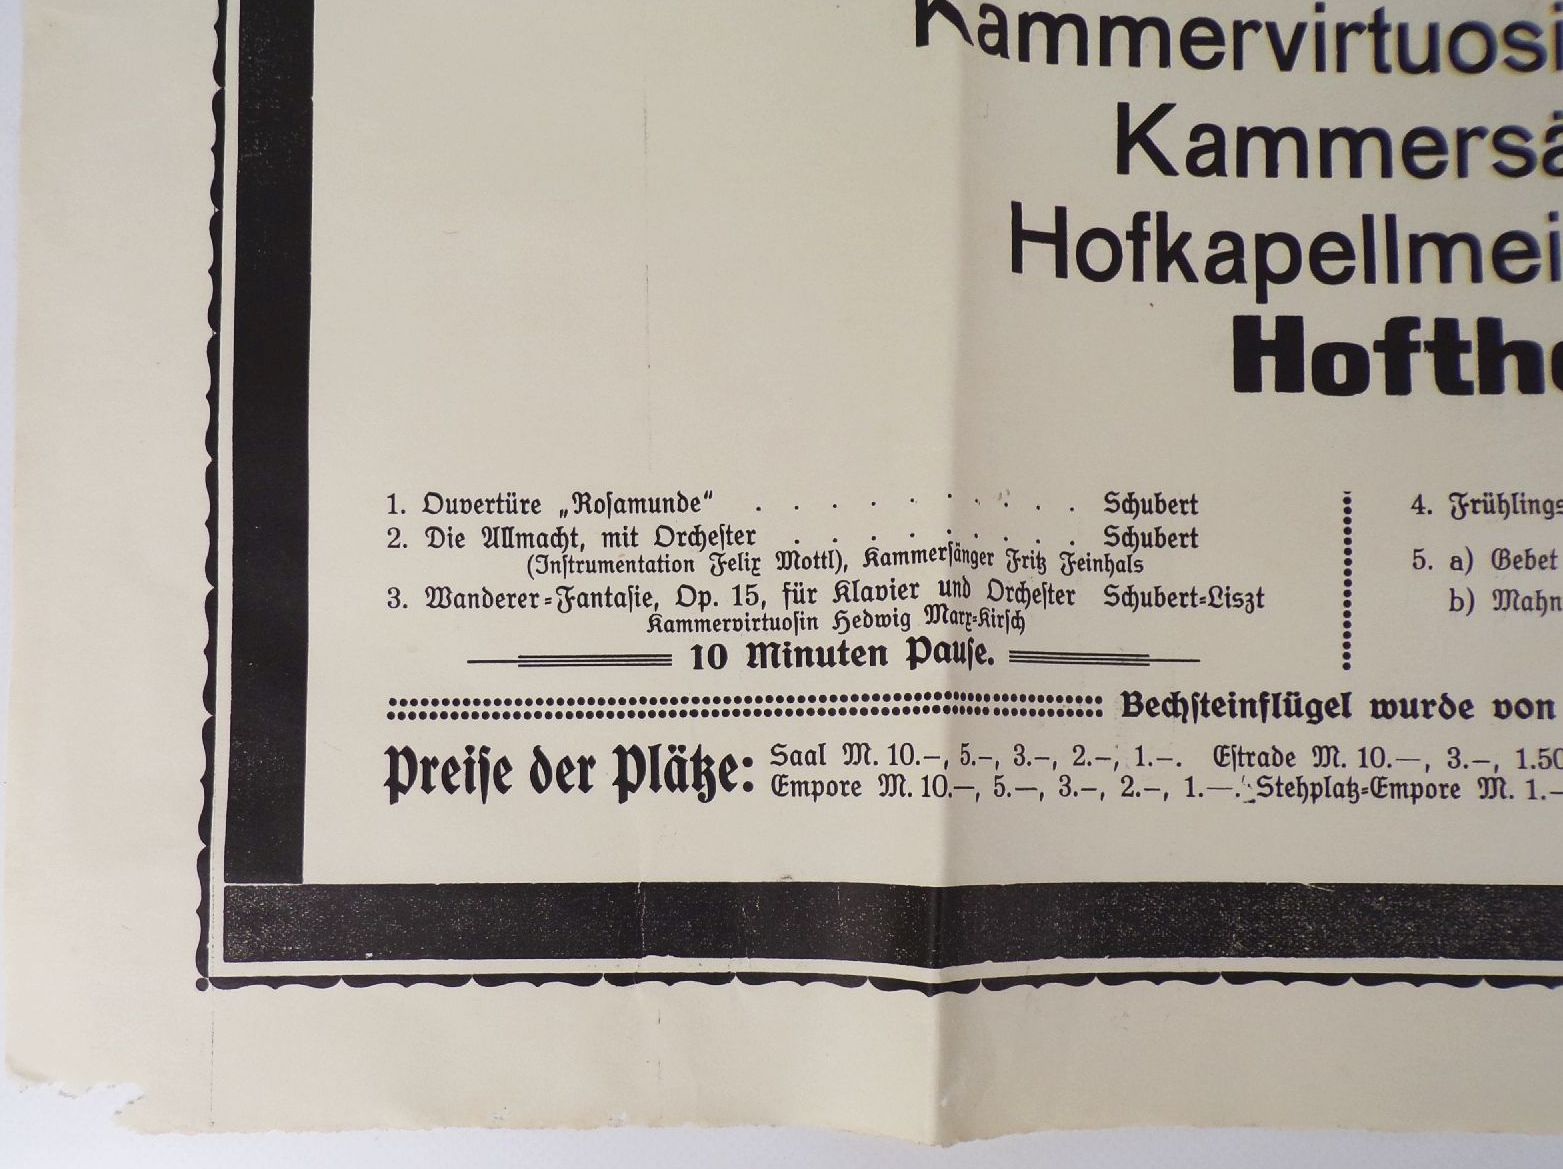 Kammervirtuosi
Kammersä
Hofkapellmei
Hofth
1. Ouvertüre „Rosamunde“ . . . . . . . . . Schubert
2. Die Allmacht, mit Orchester . . . . . . . . Schubert
(Instrumentation Felix Mottl), Kammersänger Fritz Feinhals
3. Wanderer-Fantasie, Op. 15, für Klavier und Orchester Schubert-Liszt
Kammervirtuosin Hedwig Marx-Kirsch
10 Minuten Pause.
4. Frühlings
5. a) Gebet
b) Mahn
Bechsteinflügel wurde von
Preise der Plätze: Saal M. 10.–, 5.–, 3.–, 2.–, 1.–. Estrade M. 10.—, 3.–, 1.50
Empore M. 10.–, 5.—, 3.–, 2.–, 1.—. Stehplatz-Empore M. 1.–